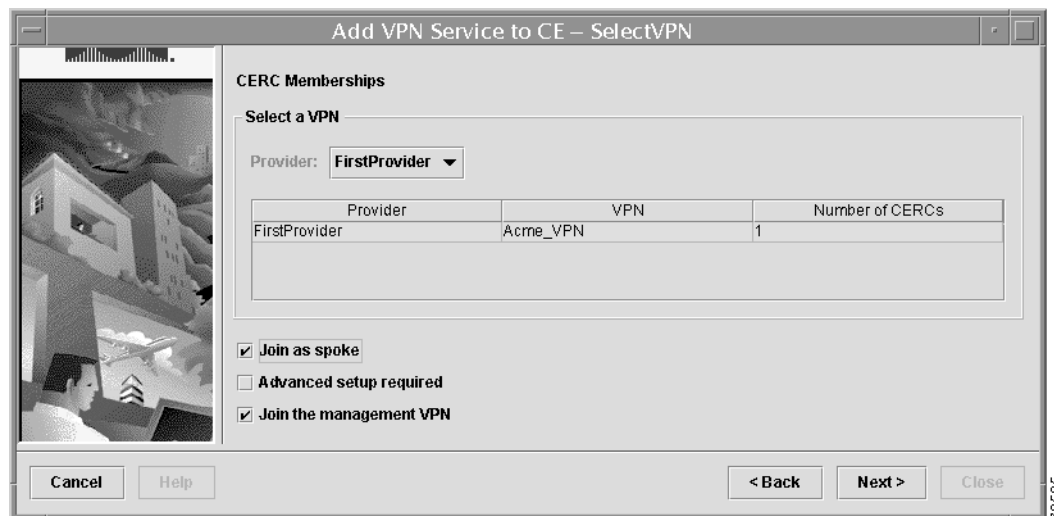 Add VPN Service to CE – SelectVPN
CERC Memberships
Select a VPN
Provider: FirstProvider
Provider VPN Number of CERCs
FirstProvider Acme_VPN 1
Join as spoke
Advanced setup required
Join the management VPN
Cancel Help < Back Next > Close